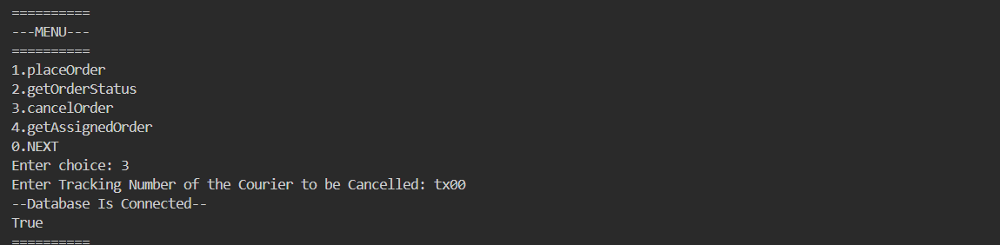 ==========
---MENU---
==========
1.placeOrder
2.getOrderStatus
3.cancelOrder
4.getAssignedOrder
0.NEXT
Enter choice: 3
Enter Tracking Number of the Courier to be Cancelled: tx00
--Database Is Connected--
True
==========